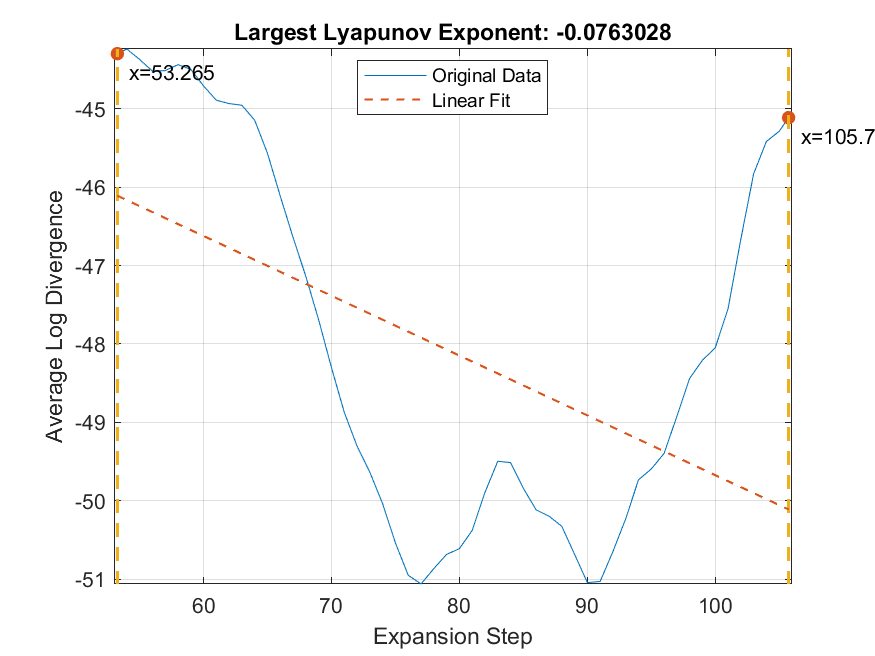 Largest Lyapunov Exponent: -0.0763028
x=53.265
Original Data
Linear Fit
x=105.7
Average Log Divergence
-45
-46
-47
-48
-49
-50
-51
60 70 80 90 100
Expansion Step